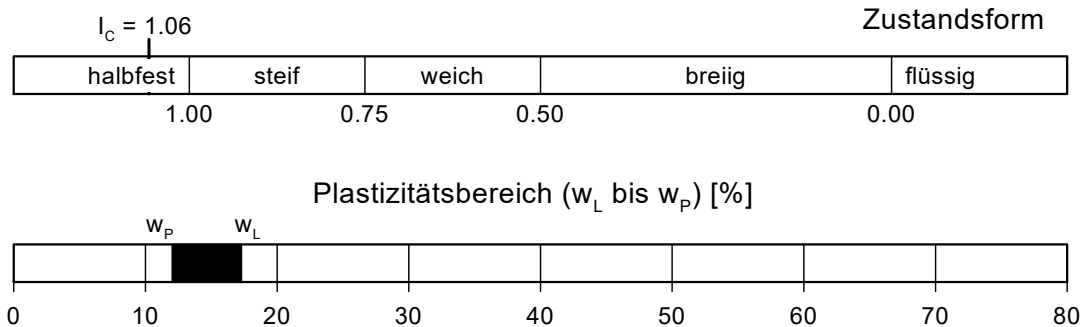 Zustandsform
I_C = 1.06
halbfest steif weich breiig flüssig
1.00 0.75 0.50 0.00
Plastizitätsbereich (w_L bis w_P) [%]
w_P w_L
0 10 20 30 40 50 60 70 80